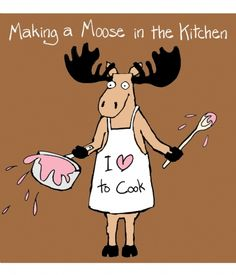 Making a Moose in the Kitchen
I ♡
to Cook